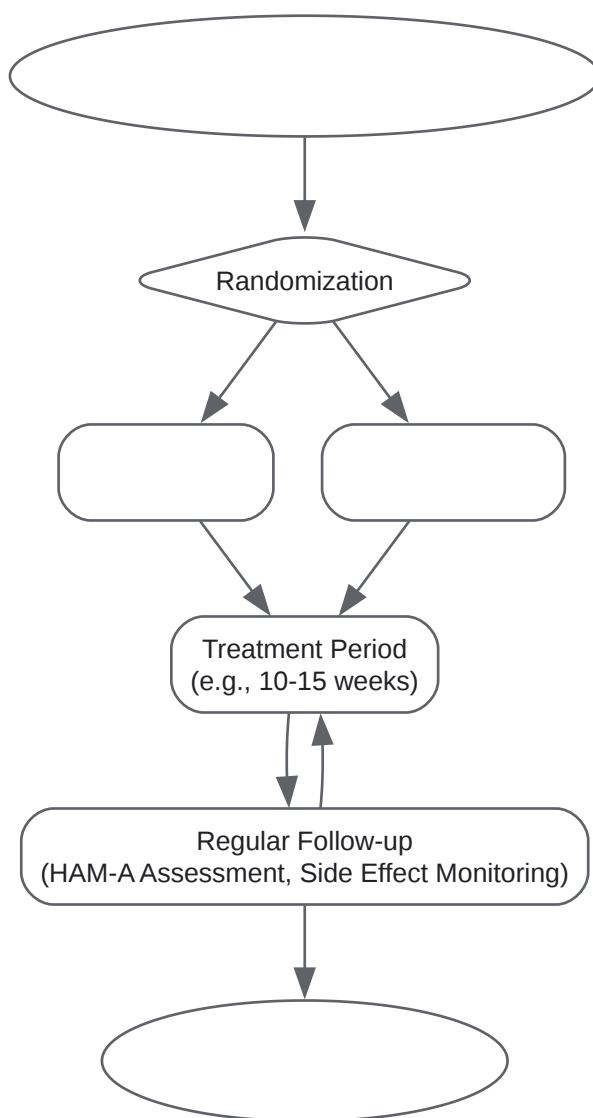 Randomization
Treatment Period
(e.g., 10-15 weeks)
Regular Follow-up
(HAM-A Assessment, Side Effect Monitoring)